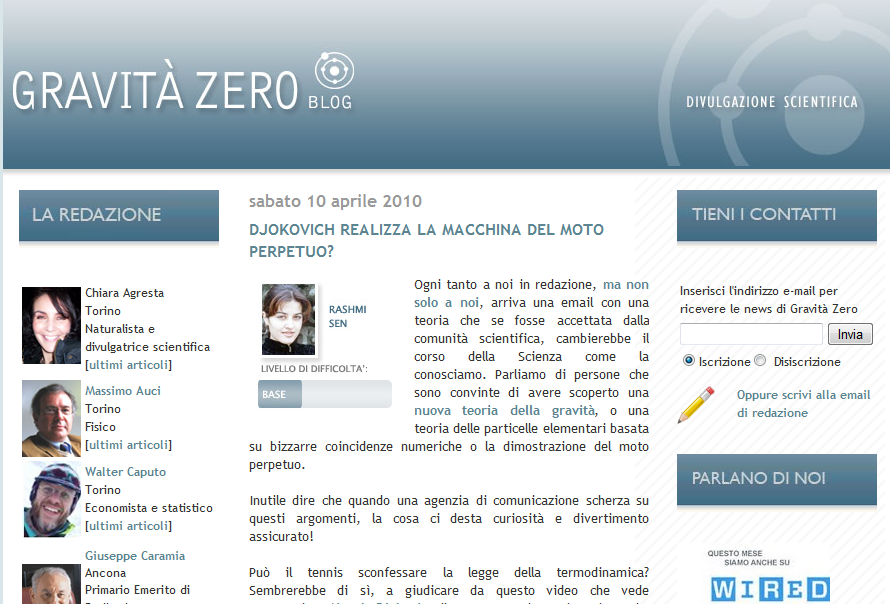 GRAVITÀ ZERO BLOG
DIVULGAZIONE SCIENTIFICA
LA REDAZIONE
Chiara Agresta
Torino
Naturalista e
divulgatrice scientifica
[ultimi articoli]
Massimo Auci
Torino
Fisico
[ultimi articoli]
Walter Caputo
Torino
Economista e statistico
[ultimi articoli]
Giuseppe Caramia
Ancona
Primario Emerito di
sabato 10 aprile 2010
DJOKOVICH REALIZZA LA MACCHINA DEL MOTO
PERPETUO?
RASHMI
SEN
LIVELLO DI DIFFICOLTA':
BASE
Ogni tanto a noi in redazione, ma non
solo a noi, arriva una email con una
teoria che se fosse accettata dalla
comunità scientifica, cambierebbe il
corso della Scienza come la
conosciamo. Parliamo di persone che
sono convinte di avere scoperto una
nuova teoria della gravità, o una
teoria delle particelle elementari basata
su bizzarre coincidenze numeriche o la dimostrazione del moto
perpetuo.
Inutile dire che quando una agenzia di comunicazione scherza su
questi argomenti, la cosa ci desta curiosità e divertimento
assicurato!
Può il tennis sconfessare la legge della termodinamica?
Sembrerebbe di sì, a giudicare da questo video che vede
TIENI I CONTATTI
Inserisci l'indirizzo e-mail per
ricevere le news di Gravità Zero
Invia
Iscrizione Disiscrizione
Oppure scrivi alla email
di redazione
PARLANO DI NOI
QUESTO MESE
SIAMO ANCHE SU
WIRED